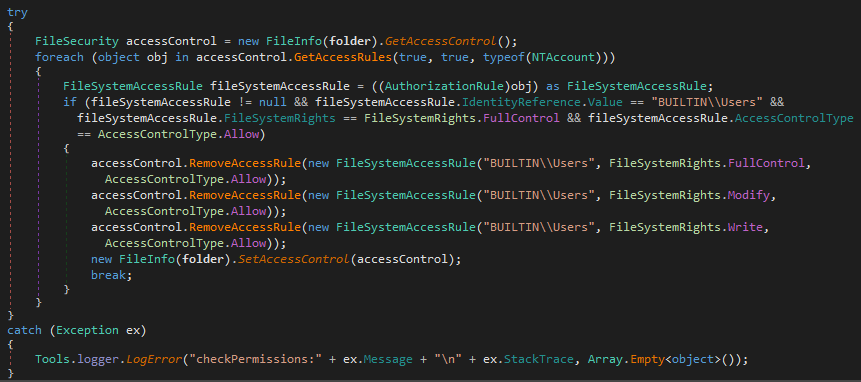 try
{
FileSecurity accessControl = new FileInfo(folder).GetAccessControl();
foreach (object obj in accessControl.GetAccessRules(true, true, typeof(NTAccount)))
{
FileSystemAccessRule fileSystemAccessRule = ((AuthorizationRule)obj) as FileSystemAccessRule;
if (fileSystemAccessRule != null && fileSystemAccessRule.IdentityReference.Value == "BUILTIN\\Users" &&
fileSystemAccessRule.FileSystemRights == FileSystemRights.FullControl && fileSystemAccessRule.AccessControlType
== AccessControlType.Allow)
{
accessControl.RemoveAccessRule(new FileSystemAccessRule("BUILTIN\\Users", FileSystemRights.FullControl,
AccessControlType.Allow));
accessControl.RemoveAccessRule(new FileSystemAccessRule("BUILTIN\\Users", FileSystemRights.Modify,
AccessControlType.Allow));
accessControl.RemoveAccessRule(new FileSystemAccessRule("BUILTIN\\Users", FileSystemRights.Write,
AccessControlType.Allow));
new FileInfo(folder).SetAccessControl(accessControl);
break;
}
}
}
catch (Exception ex)
{
Tools.logger.LogError("checkPermissions:" + ex.Message + "\n" + ex.StackTrace, Array.Empty<object>());
}